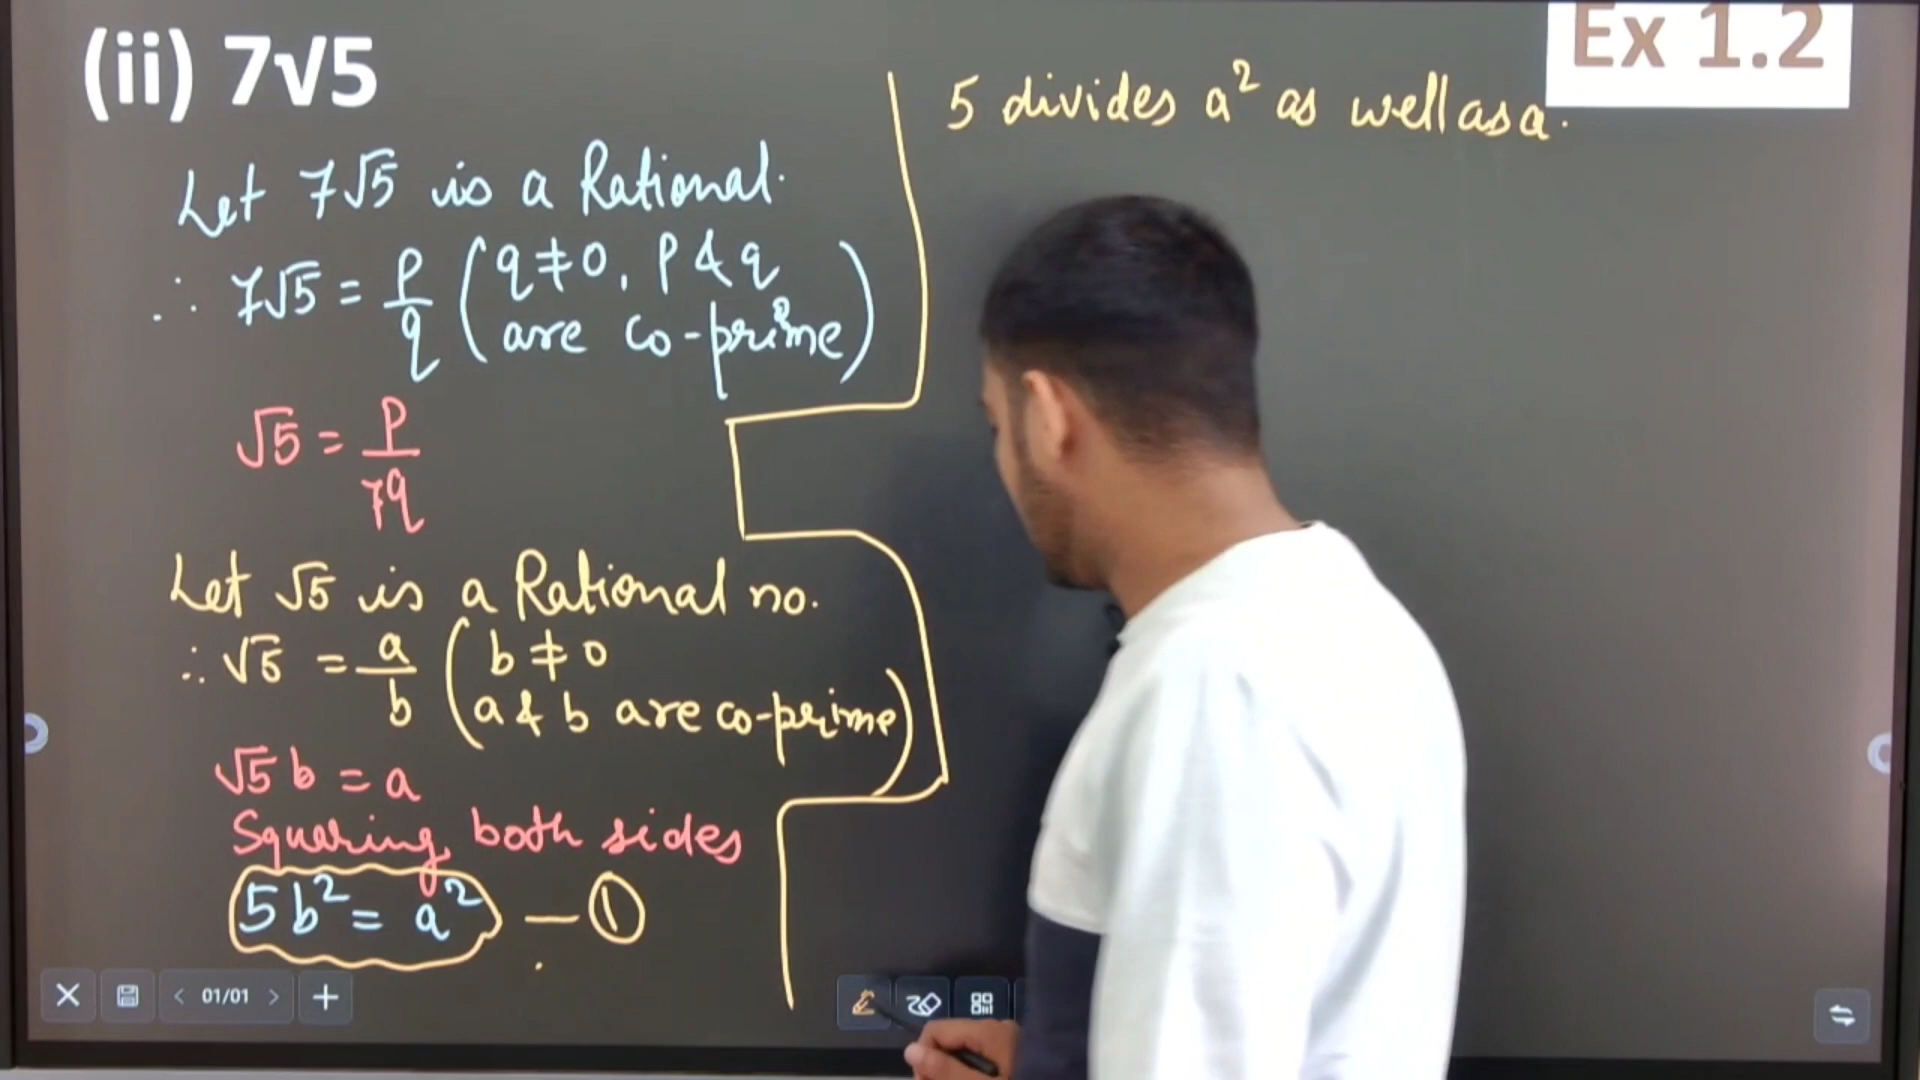 (ii) 7√5
Let 7√5 is a Rational.
∴ 7√5 = p/q (q ≠ 0, p & q
are co-prime)
√5 = p/7q
Let √5 is a Rational no.
∴ √5 = a/b (b ≠ 0
a & b are co-prime)
√5 b = a
Squaring both sides
5b² = a² — ①
01/01
Ex 1.2
5 divides a² as well as a.